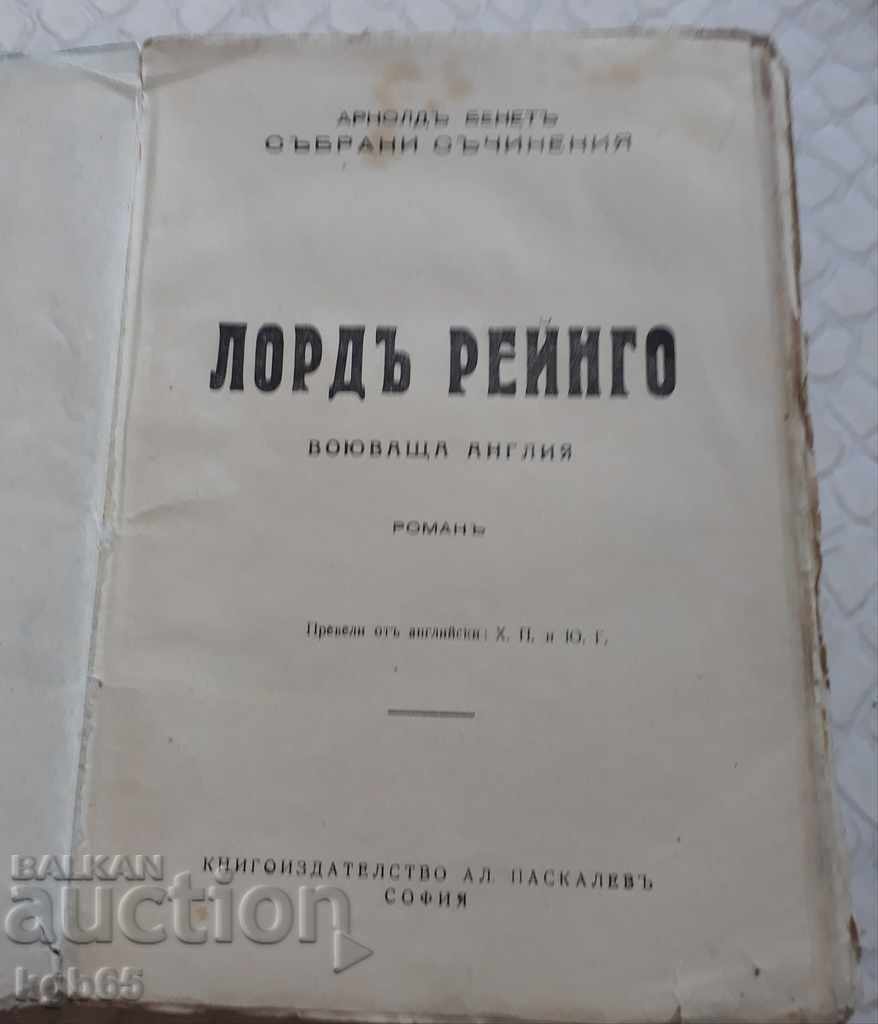 АРНОЛДЪ БЕНЕТЪ
СЪБРАНИ СЪЧИНЕНИЯ
ЛОРДЪ РЕЙНГО
ВОЮВАЩА АНГЛИЯ
РОМАНЪ
Превели отъ английски: Х. П. и Ю. Г.
КНИГОИЗДАТЕЛСТВО АЛ. ПАСКАЛЕВЪ
СОФИЯ
BALKAN
auction
kgb65